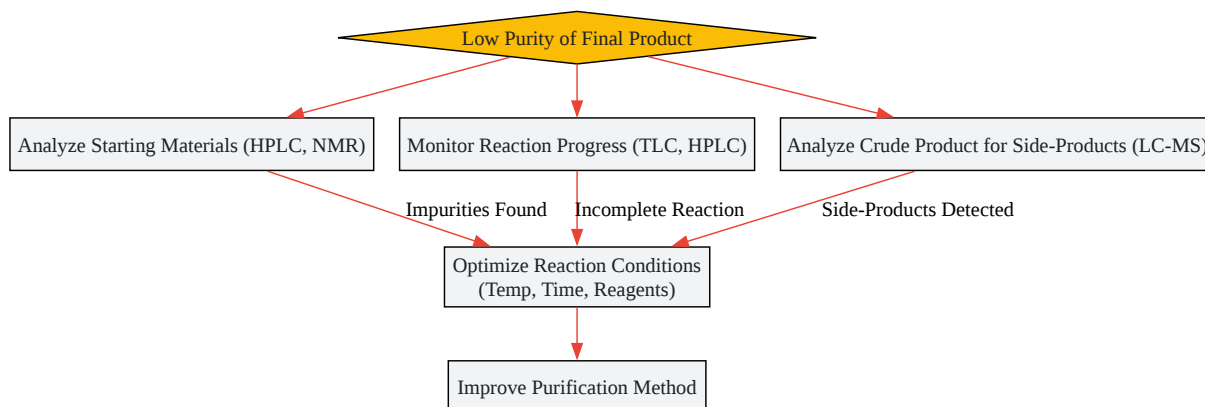 Low Purity of Final Product
Analyze Starting Materials (HPLC, NMR)
Monitor Reaction Progress (TLC, HPLC)
Analyze Crude Product for Side-Products (LC-MS)
Impurities Found
Incomplete Reaction
Side-Products Detected
Optimize Reaction Conditions
(Temp, Time, Reagents)
Improve Purification Method